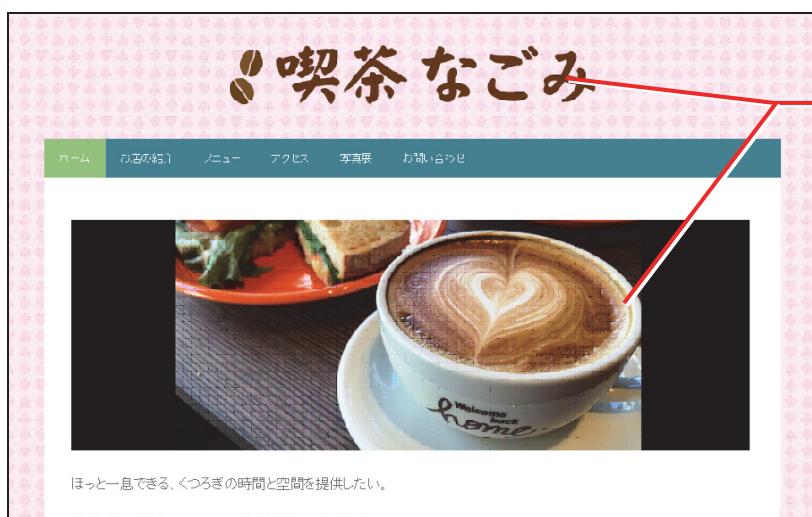 喫茶なごみ
ホーム お店の紹介 メニュー アクセス 写真展 お問い合わせ
Welcome
back
home
ほっと一息できる、くつろぎの時間と空間を提供したい。